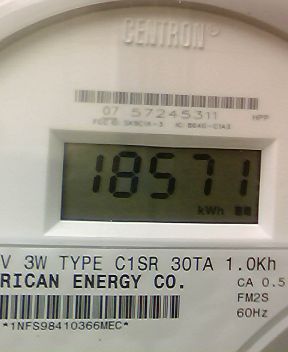 CENTRON®
07 57245311
HPP
18571
kWh
V 3W TYPE C1SR 30TA 1.0Kh
RICAN ENERGY CO.
CA 0.5
FM2S
60Hz
*1NFS98410366MEC*